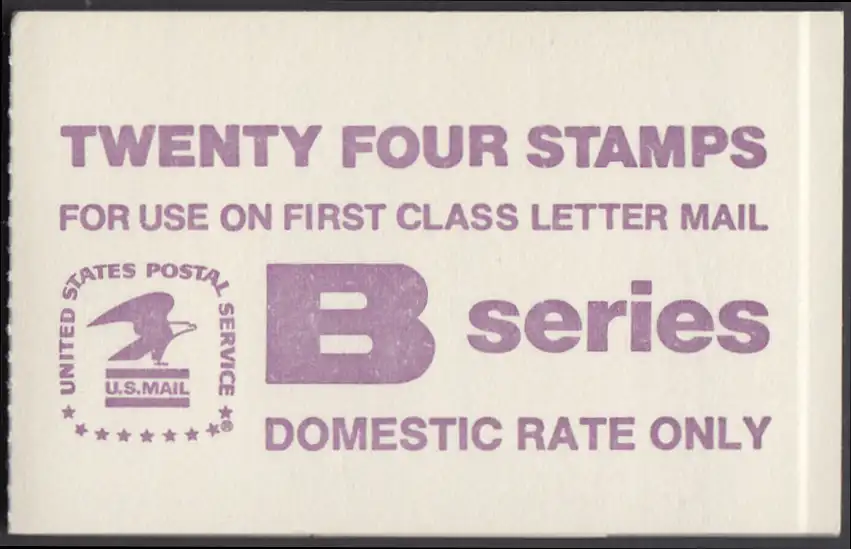 TWENTY FOUR STAMPS
FOR USE ON FIRST CLASS LETTER MAIL
UNITED STATES POSTAL SERVICE ®
U.S.MAIL
B series
DOMESTIC RATE ONLY